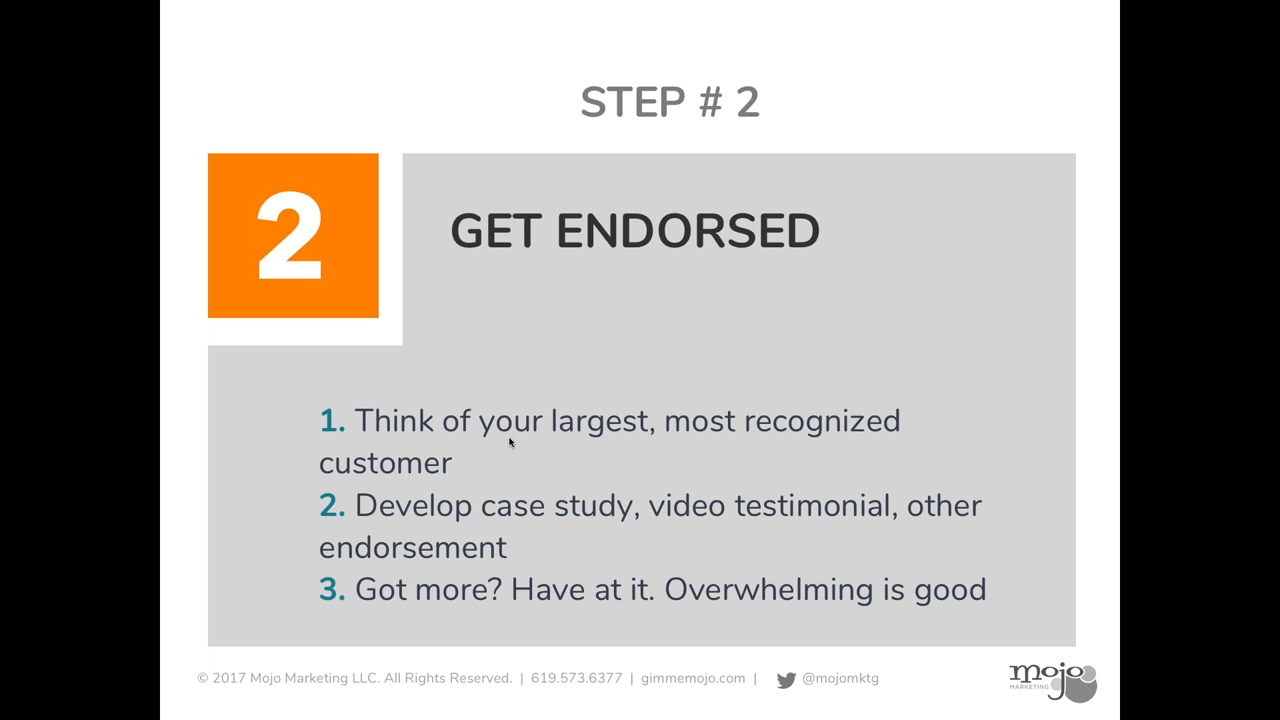 STEP # 2
2
GET ENDORSED
1. Think of your largest, most recognized
customer
2. Develop case study, video testimonial, other
endorsement
3. Got more? Have at it. Overwhelming is good
© 2017 Mojo Marketing LLC. All Rights Reserved. | 619.573.6377 | gimmemojo.com | @mojomktg
mojo
MARKETING